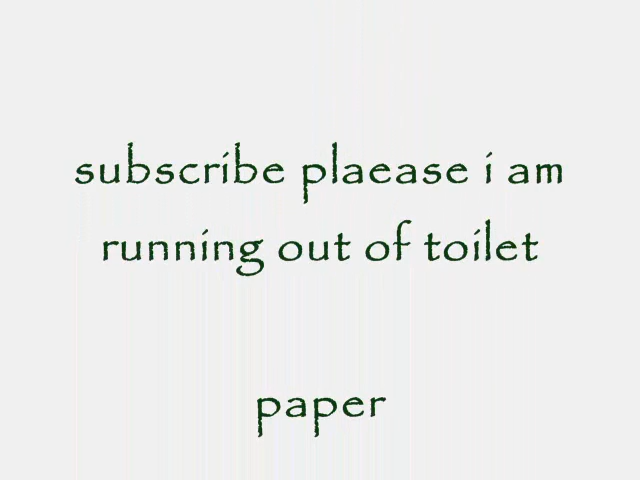 subscribe plaease i am
running out of toilet
paper